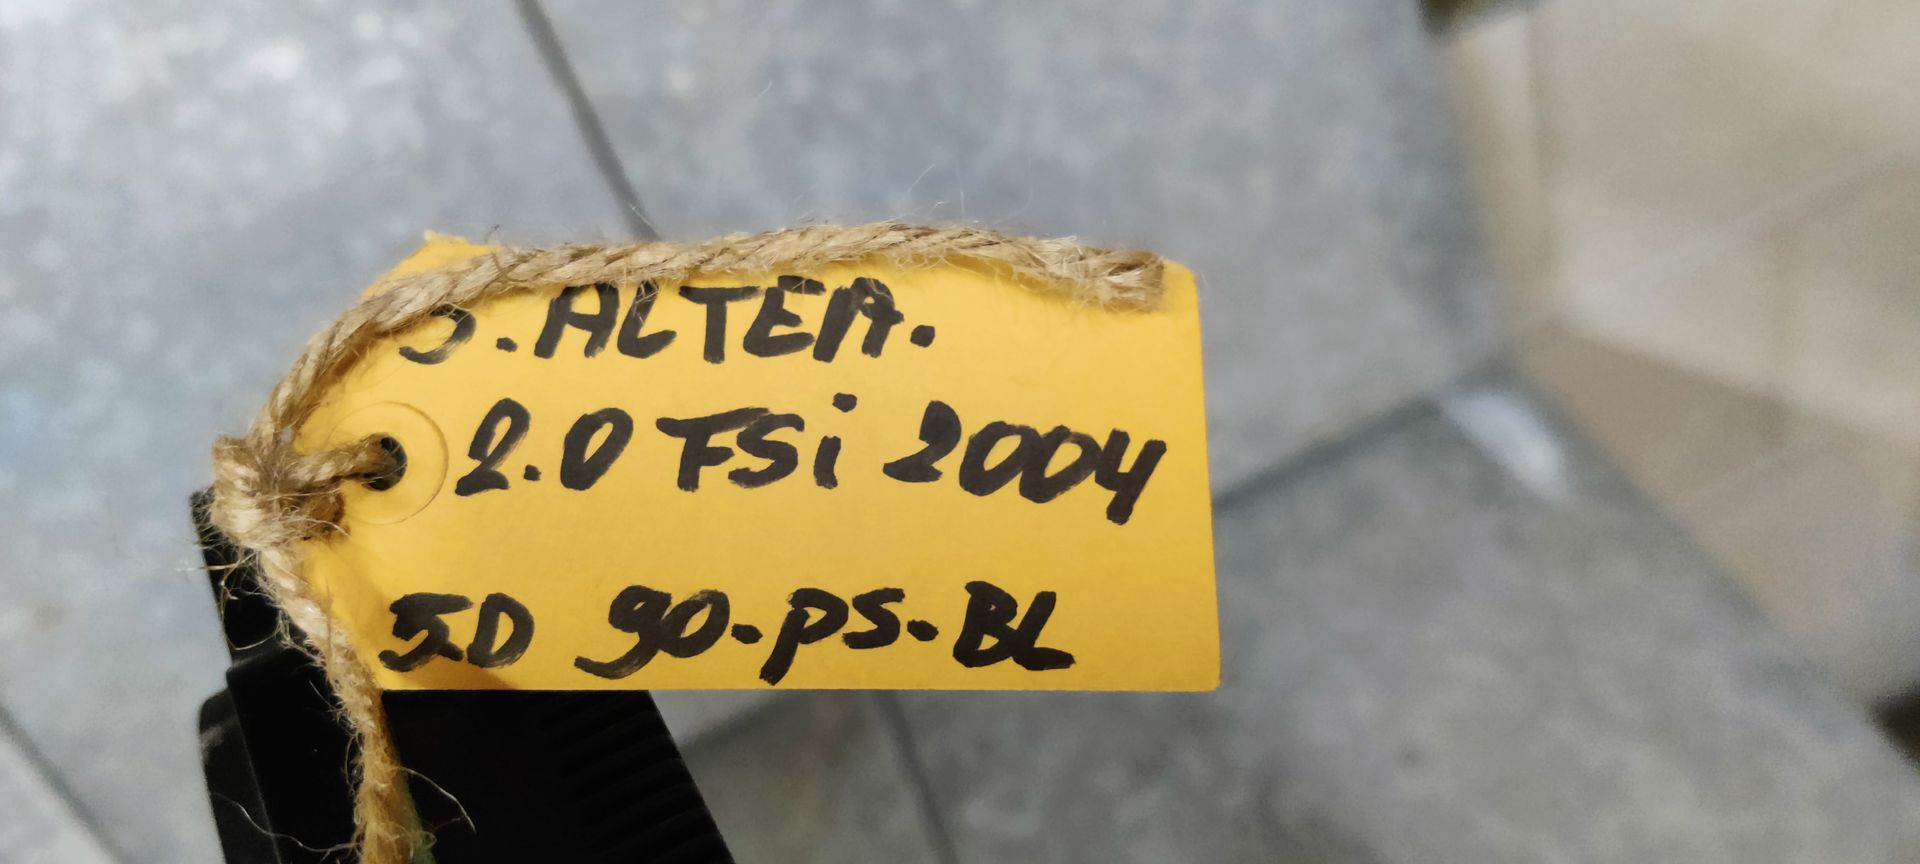 S. ALTEA.
2.0 FSi 2004
5D 90-PS-BL